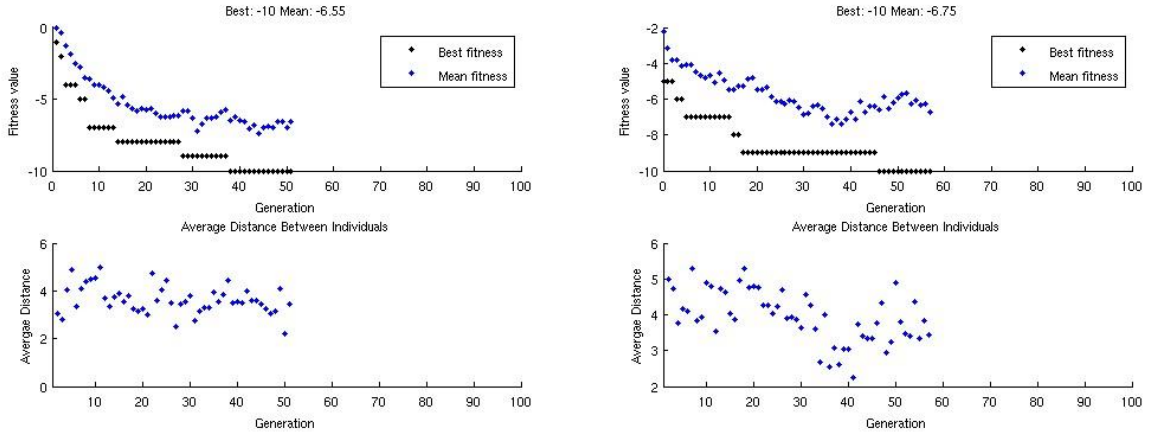 Best: -10 Mean: -6.55
0
-5
-10
Fitness value
Best fitness
Mean fitness
0 10 20 30 40 50 60 70 80 90 100
Generation
Average Distance Between Individuals
6
4
2
0
Avergae Distance
10 20 30 40 50 60 70 80 90 100
Generation
Best: -10 Mean: -6.75
-2
-4
-6
-8
-10
Fitness value
Best fitness
Mean fitness
0 10 20 30 40 50 60 70 80 90 100
Generation
Average Distance Between Individuals
6
5
4
3
2
Avergae Distance
10 20 30 40 50 60 70 80 90 100
Generation